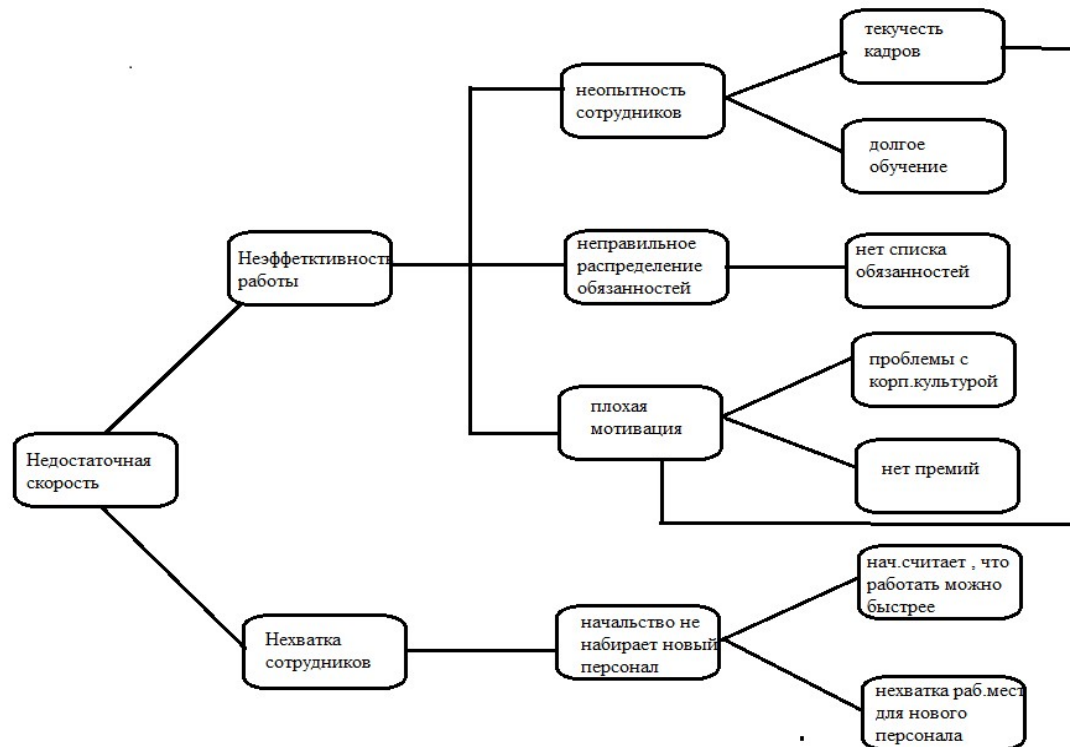 текучесть
кадров
неопытность
сотрудников
долгое
обучение
Неэффетктивность
работы
неправильное
распределение
обязанностей
нет списка
обязанностей
проблемы с
корп.культурой
плохая
мотивация
нет премий
Недостаточная
скорость
нач.считает , что
работать можно
быстрее
Нехватка
сотрудников
начальство не
набирает новый
персонал
нехватка раб.мест
для нового
персонала